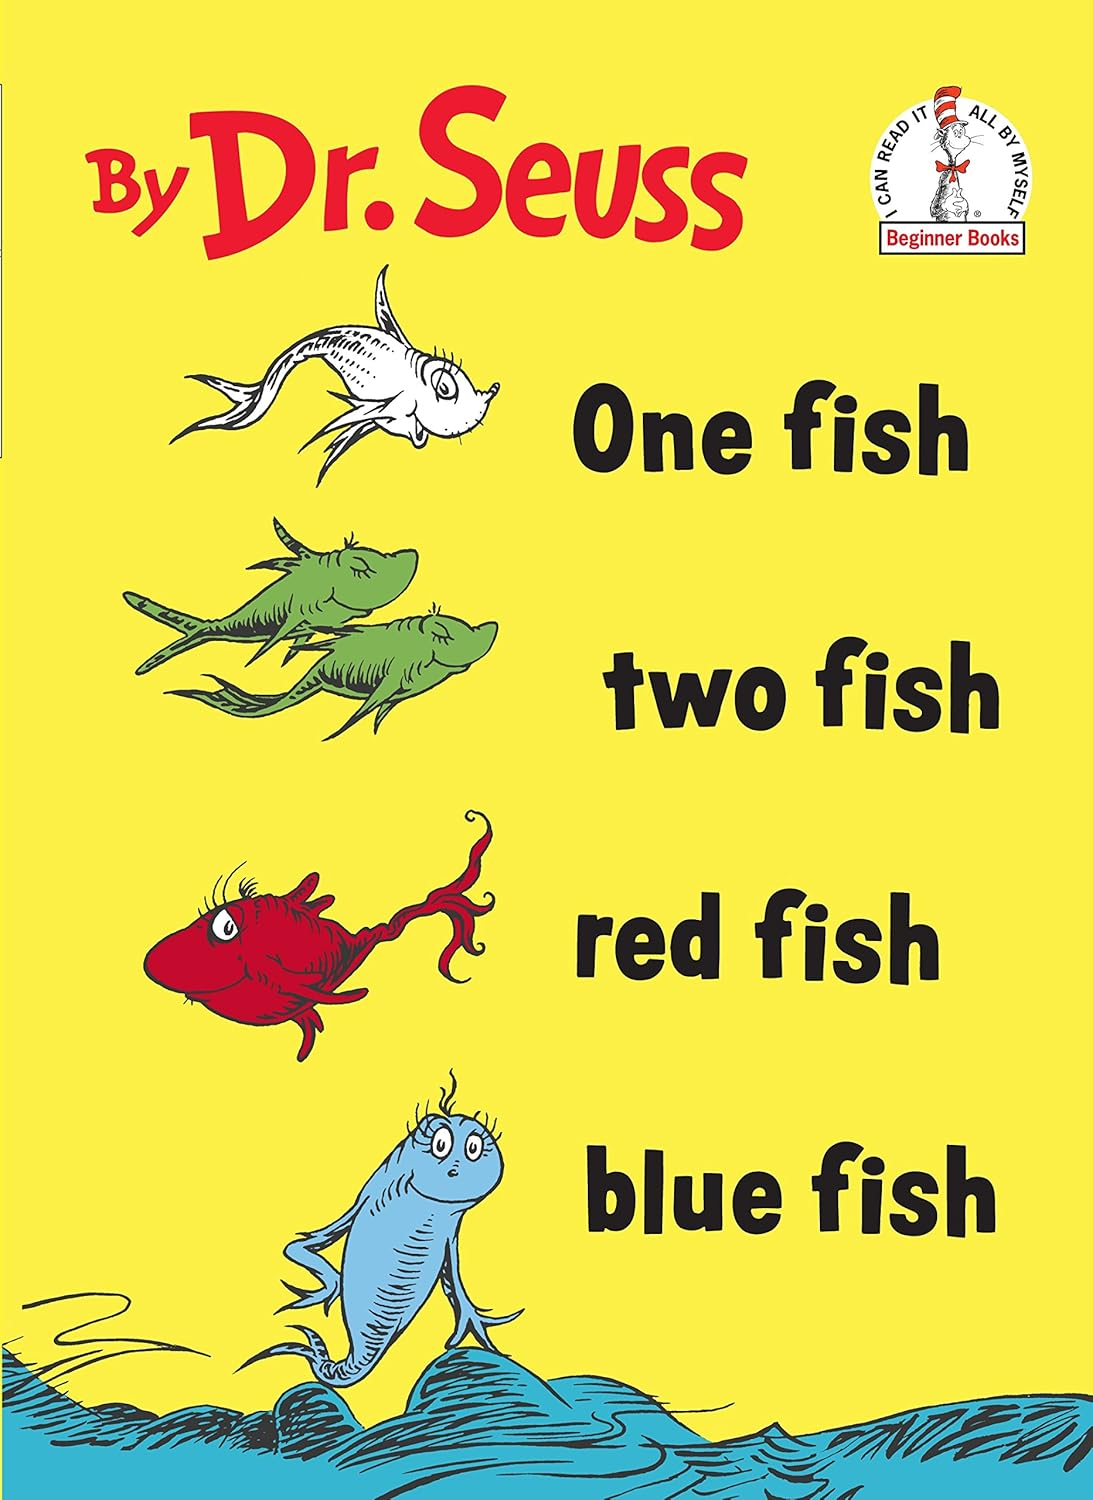 By Dr. Seuss
I CAN READ IT ALL BY MYSELF
®
Beginner Books
One fish
two fish
red fish
blue fish